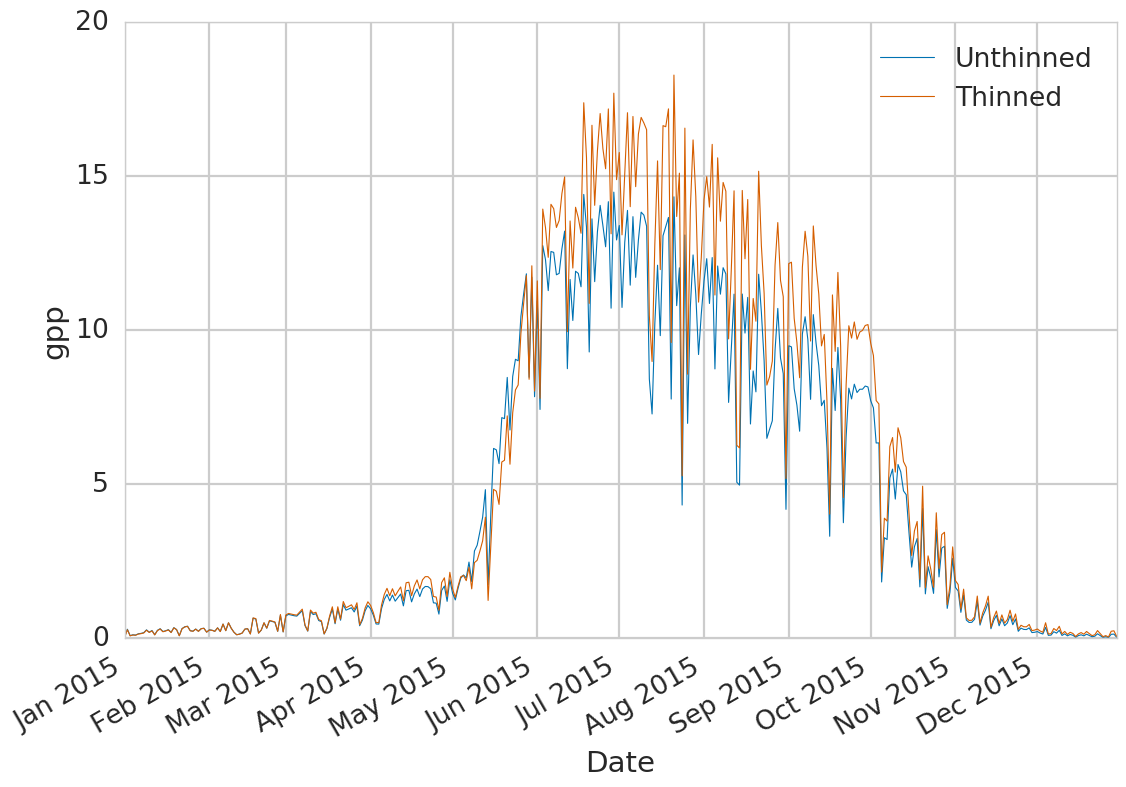 20
15
10
5
0
gpp
Unthinned
Thinned
Jan 2015
Feb 2015
Mar 2015
Apr 2015
May 2015
Jun 2015
Jul 2015
Aug 2015
Sep 2015
Oct 2015
Nov 2015
Dec 2015
Date